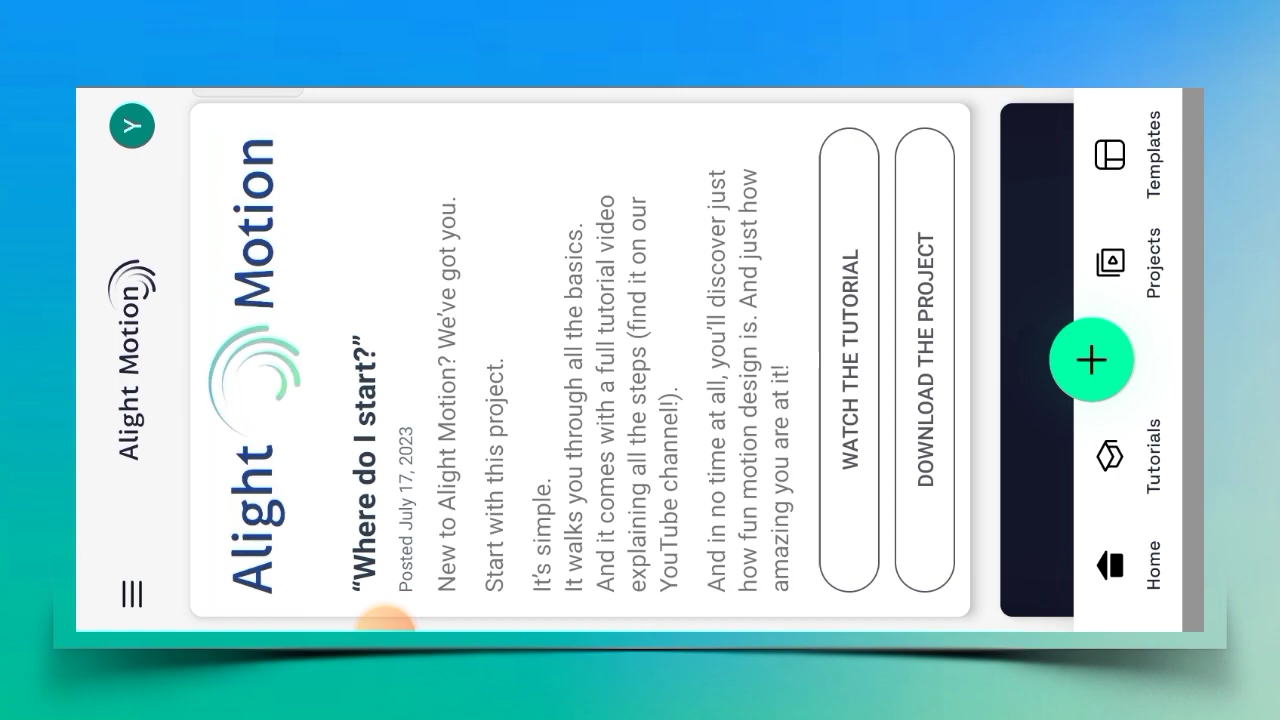 Alight Motion
Y
Alight Motion
“Where do I start?”
Posted July 17, 2023
New to Alight Motion? We've got you.
Start with this project.
It's simple.
It walks you through all the basics.
And it comes with a full tutorial video
explaining all the steps (find it on our
YouTube channel!).
And in no time at all, you'll discover just
how fun motion design is. And just how
amazing you are at it!
WATCH THE TUTORIAL
DOWNLOAD THE PROJECT
Home
Tutorials
Projects
Templates